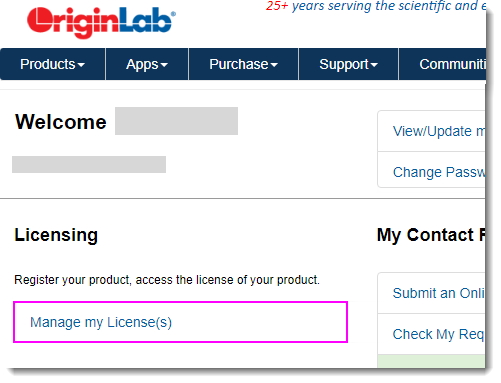 OriginLab®
25+ years serving the scientific and e
Products Apps Purchase Support Communiti
Welcome
View/Update m
Change Passw
Licensing
My Contact F
Register your product, access the license of your product.
Submit an Onli
Manage my License(s)
Check My Req